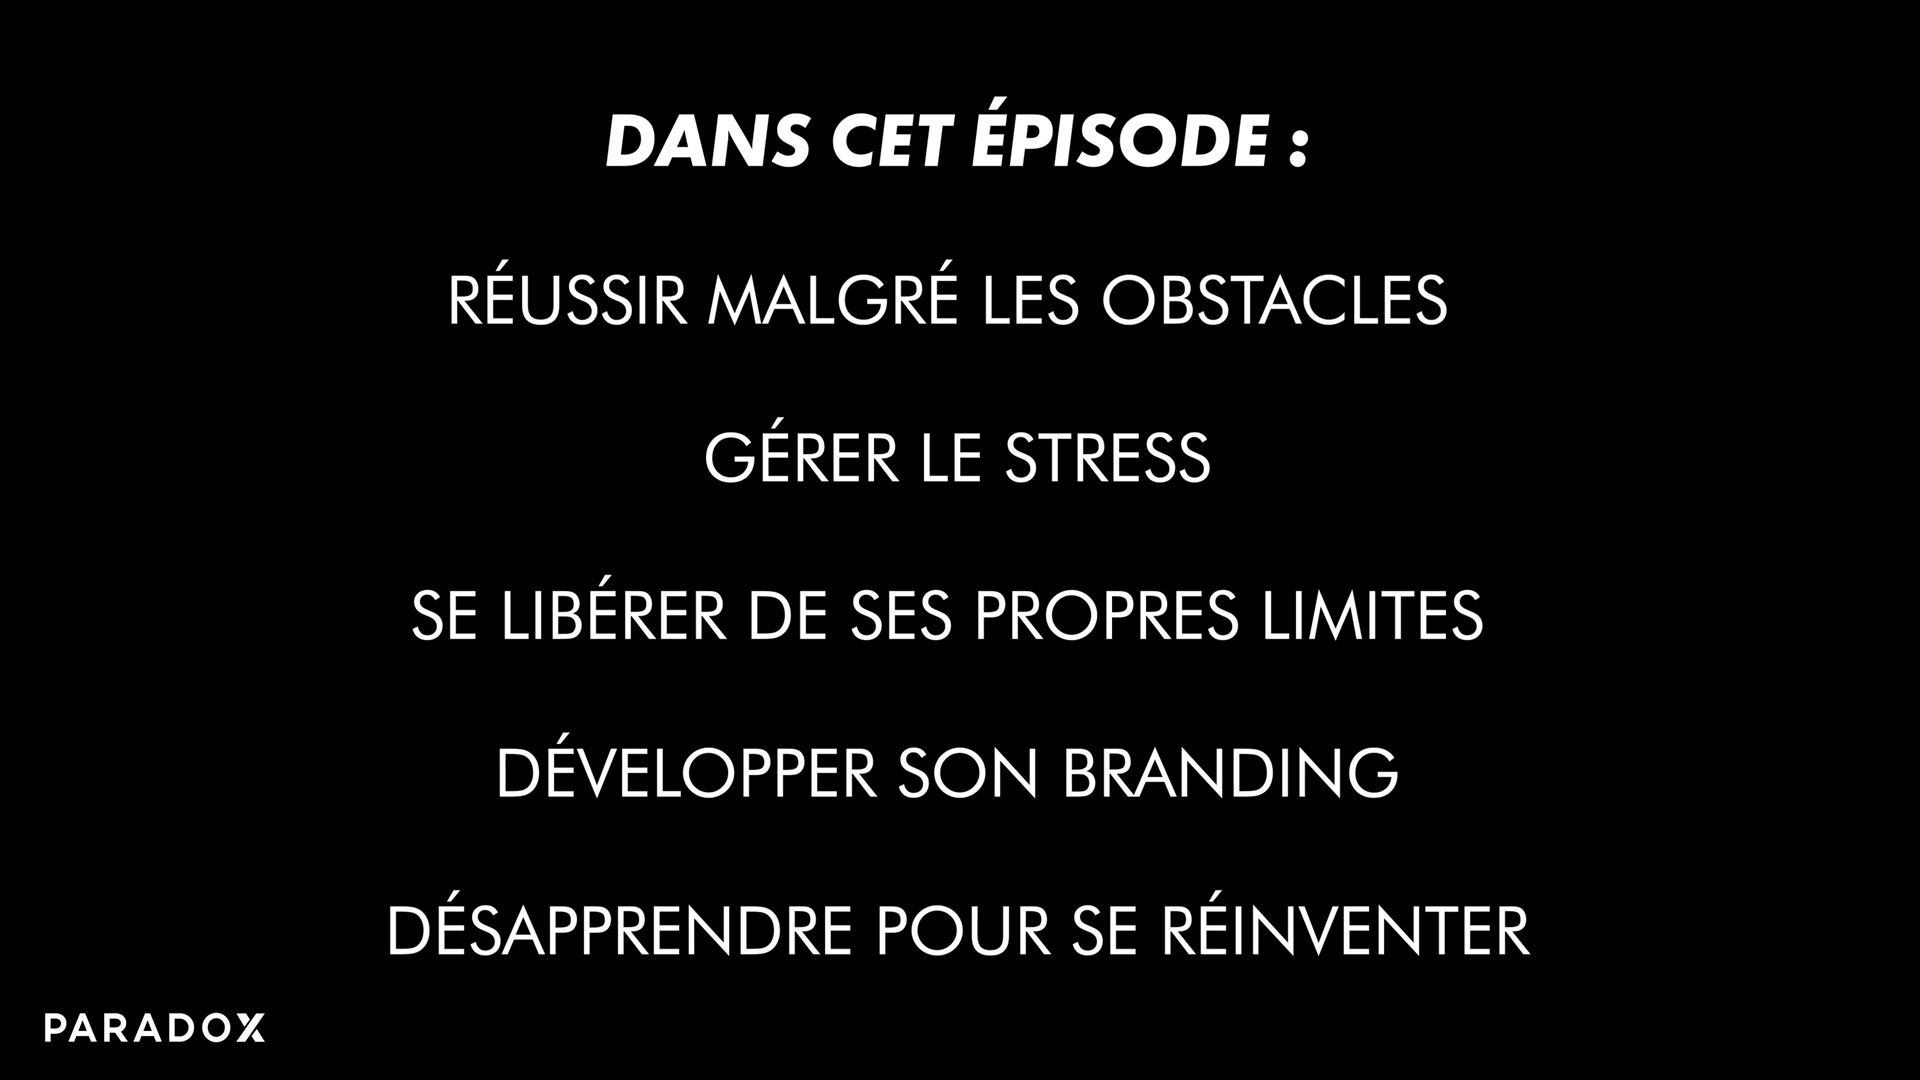 DANS CET ÉPISODE :
RÉUSSIR MALGRÉ LES OBSTACLES
GÉRER LE STRESS
SE LIBÉRER DE SES PROPRES LIMITES
DÉVELOPPER SON BRANDING
DÉSAPPRENDRE POUR SE RÉINVENTER
PARADOX